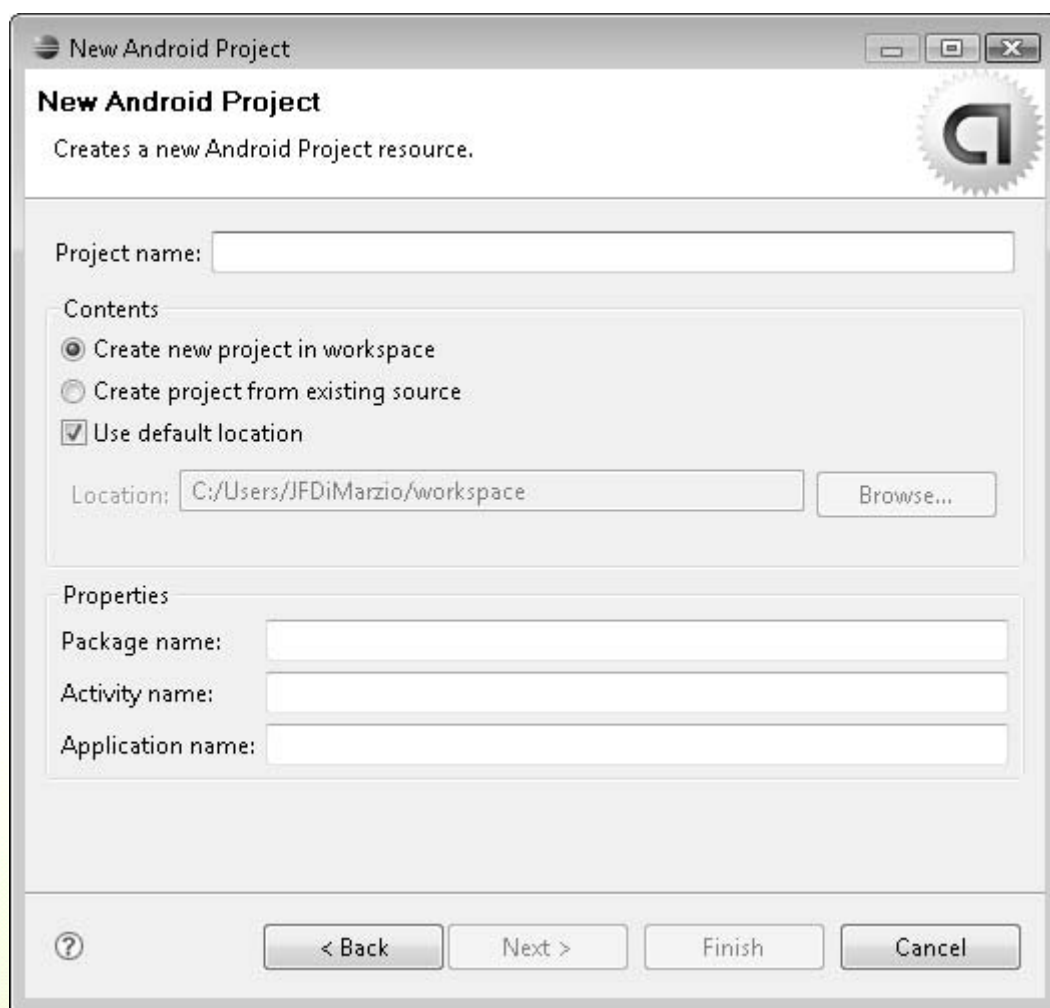 New Android Project
New Android Project
Creates a new Android Project resource.
Project name:
Contents
Create new project in workspace
Create project from existing source
Use default location
Location: C:/Users/JFDiMarzio/workspace Browse...
Properties
Package name:
Activity name:
Application name:
? < Back Next > Finish Cancel